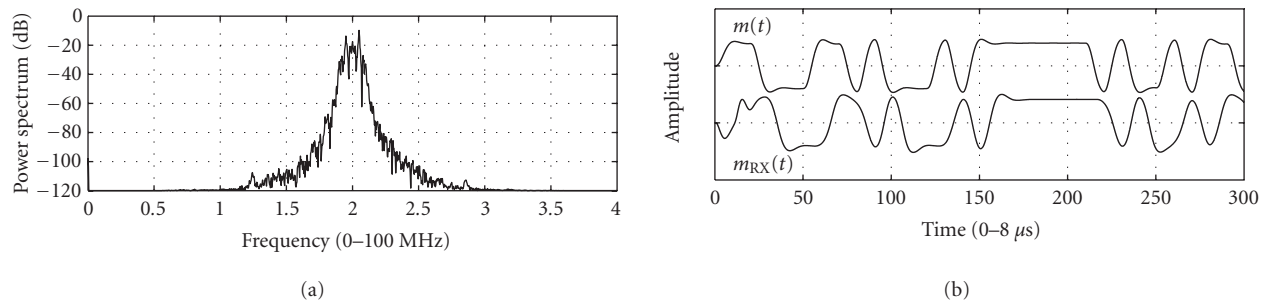 Power spectrum (dB)
0
−20
−40
−60
−80
−100
−120
0 0.5 1 1.5 2 2.5 3 3.5 4
Frequency (0–100 MHz)
(a)
Amplitude
m(t)
mRX(t)
0 50 100 150 200 250 300
Time (0–8 μs)
(b)